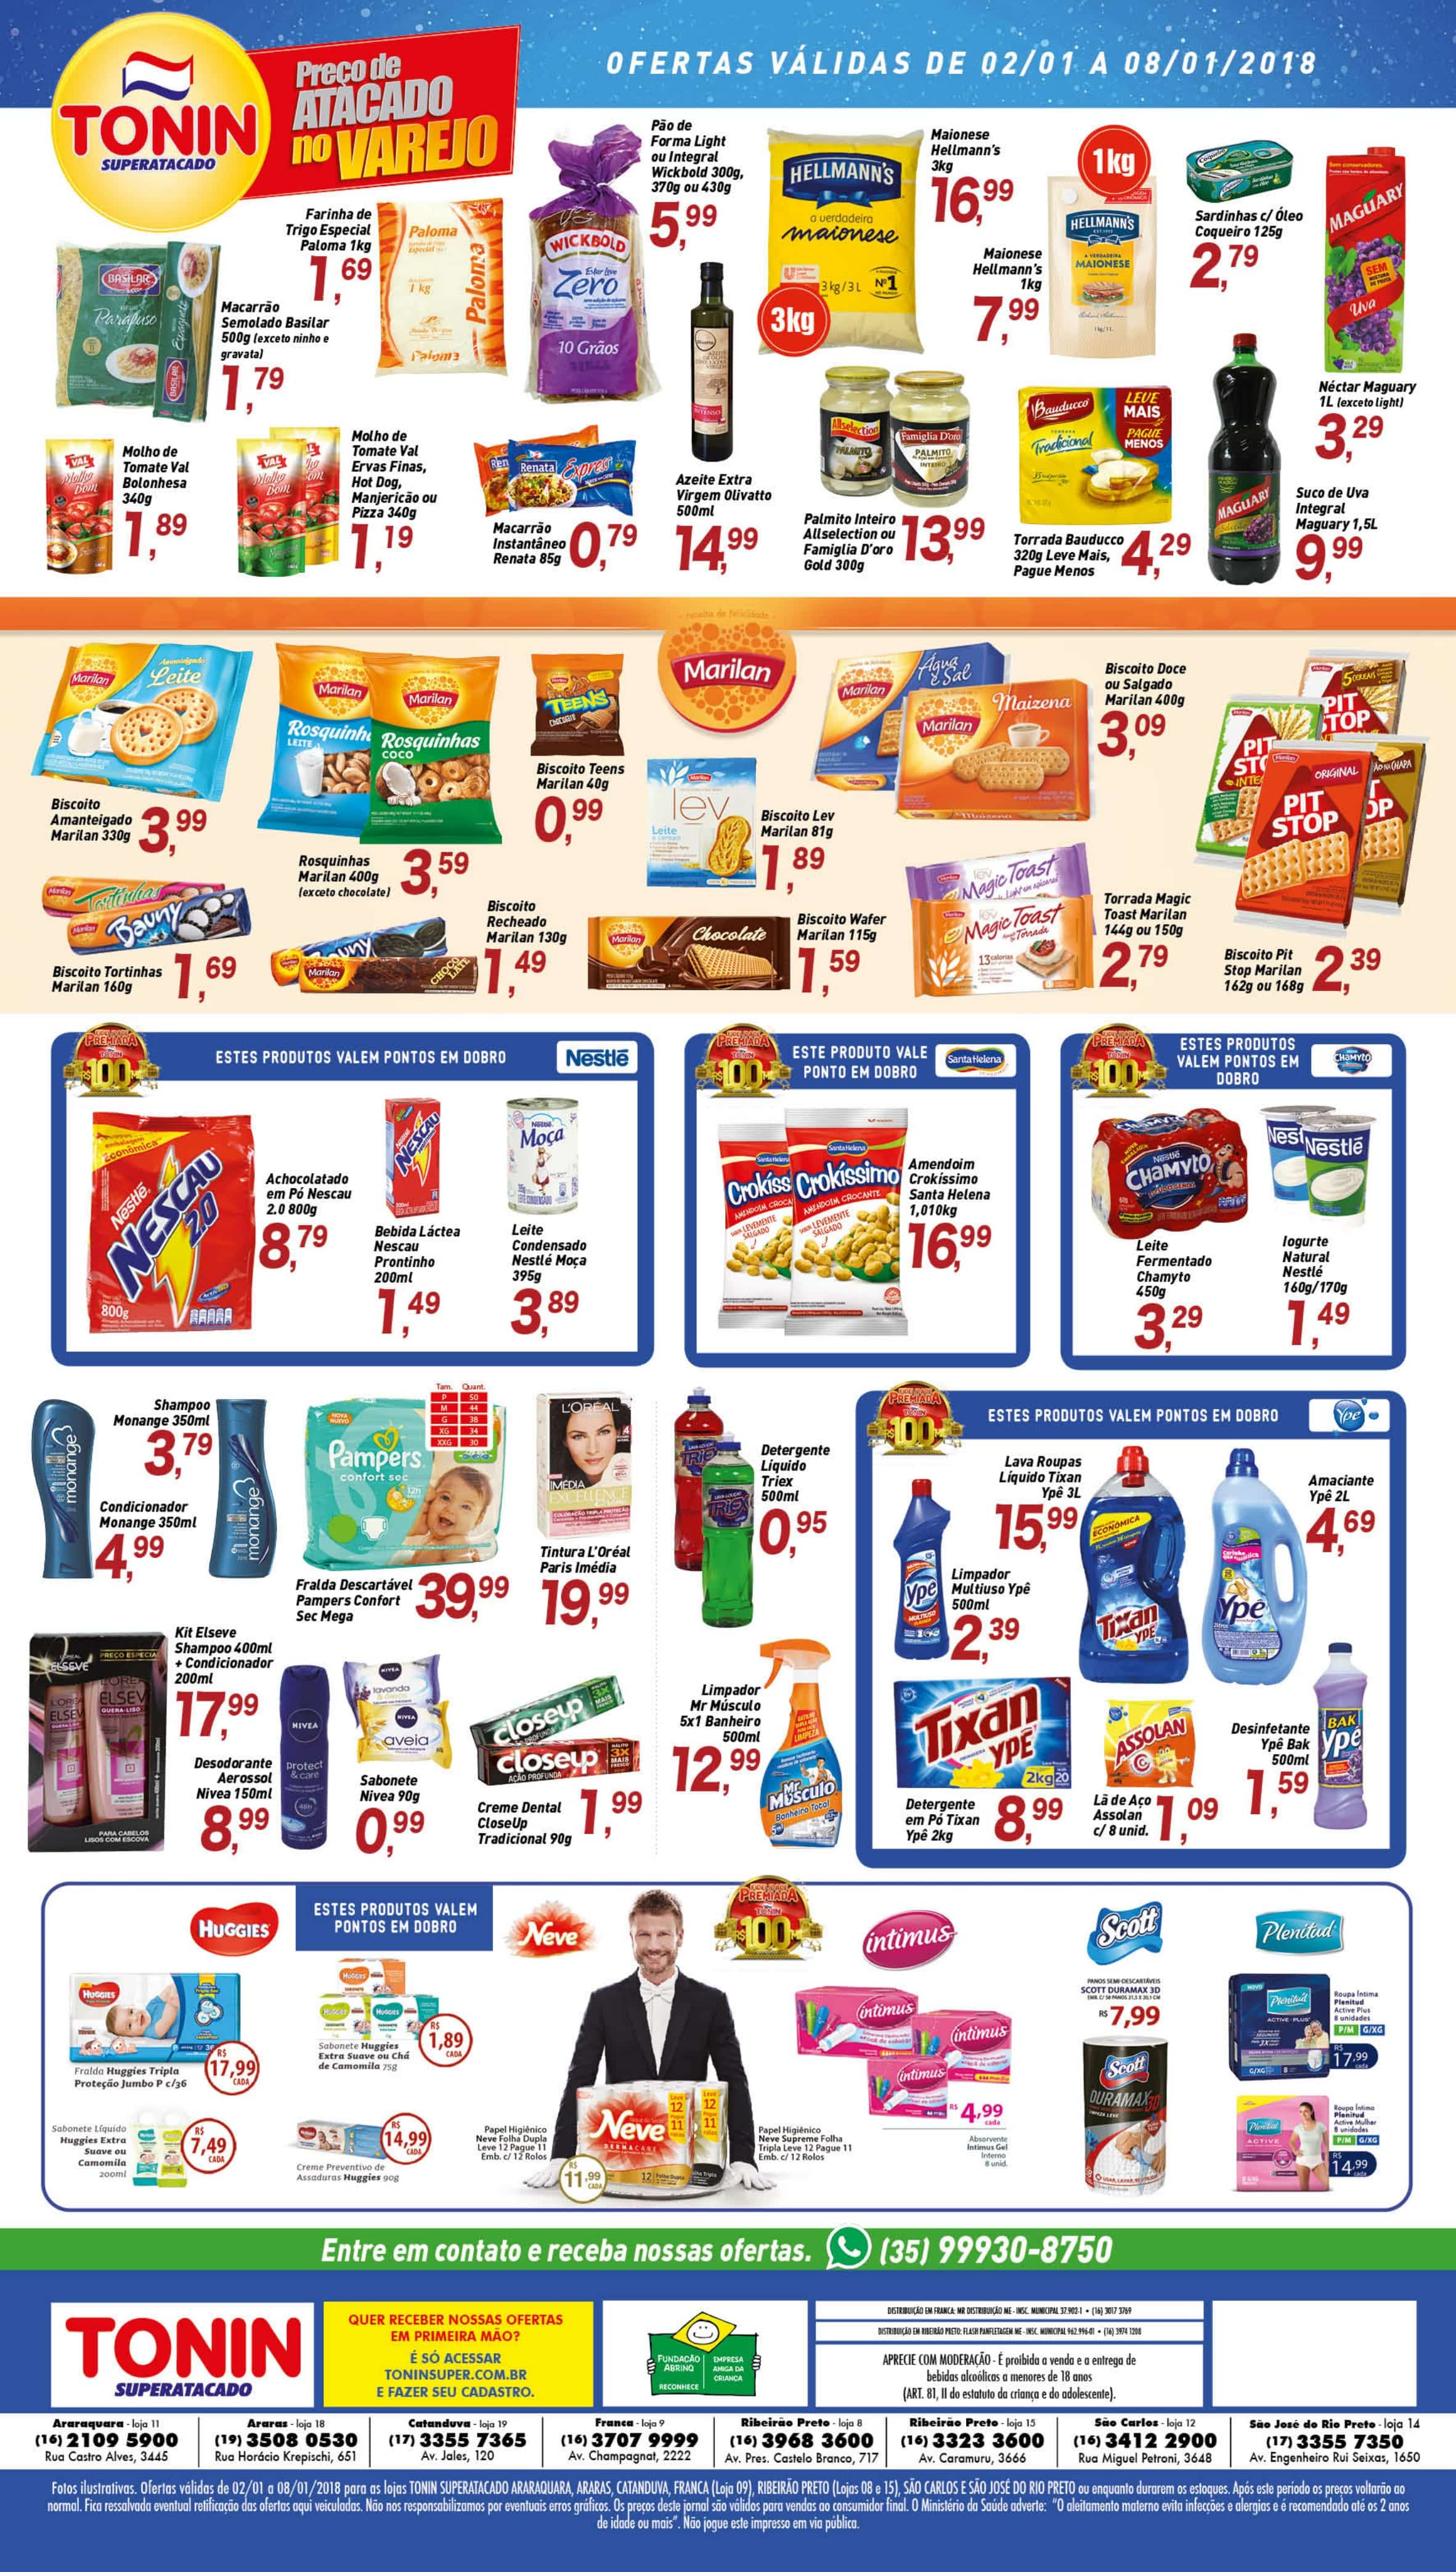 OFERTAS VÁLIDAS DE 02/01 A 08/01/2018
TONIN
SUPERATACADO
Preço de
ATACADO
no VAREJO
Farinha de
Trigo Especial
Paloma 1kg
1,69
Macarrão
Semolado Basilar
500g (exceto ninho e
gravata)
1,79
Pão de
Forma Light
ou Integral
Wickbold 300g,
370g ou 430g
5,99
Maionese
Hellmann's
3kg
16,99
3kg
1kg
Maionese
Hellmann's
1kg
7,99
Sardinhas c/ Óleo
Coqueiro 125g
2,79
Néctar Maguary
1L (exceto light)
3,29
Molho de
Tomate Val
Bolonhesa
340g
1,89
Molho de
Tomate Val
Ervas Finas,
Hot Dog,
Manjericão ou
Pizza 340g
1,19
Macarrão
Instantâneo
Renata 85g
0,79
Azeite Extra
Virgem Olivatto
500ml
14,99
Palmito Inteiro
Allselection ou
Famiglia D'oro
Gold 300g
13,99
Torrada Bauducco
320g Leve Mais,
Pague Menos
4,29
Suco de Uva
Integral
Maguary 1,5L
9,99
Marilan
Biscoito
Amanteigado
Marilan 330g
3,99
Rosquinhas
Marilan 400g
(exceto chocolate)
3,59
Biscoito Teens
Marilan 40g
0,99
Biscoito Lev
Marilan 81g
1,89
Biscoito Doce
ou Salgado
Marilan 400g
3,09
Biscoito Tortinhas
Marilan 160g
1,69
Biscoito
Recheado
Marilan 130g
1,49
Biscoito Wafer
Marilan 115g
1,59
Torrada Magic
Toast Marilan
144g ou 150g
2,79
Biscoito Pit
Stop Marilan
162g ou 168g
2,39
ESTES PRODUTOS VALEM PONTOS EM DOBRO
Nestlé
Achocolatado
em Pó Nescau
2.0 800g
8,79
Bebida Láctea
Nescau
Prontinho
200ml
1,49
Leite
Condensado
Nestlé Moça
395g
3,89
ESTE PRODUTO VALE
PONTO EM DOBRO
Santa Helena
Amendoim
Crokíssimo
Santa Helena
1,010kg
16,99
ESTES PRODUTOS
VALEM PONTOS EM
DOBRO
CHAMYTO
Leite
Fermentado
Chamyto
450g
3,29
Iogurte
Natural
Nestlé
160g/170g
1,49
Shampoo
Monange 350ml
3,79
Condicionador
Monange 350ml
4,99
Tam. Quant.
P 50
M 44
G 38
XG 34
XXG 30
Fralda Descartável
Pampers Confort
Sec Mega
39,99
Tintura L'Oréal
Paris Imédia
19,99
Detergente
Líquido
Triex
500ml
0,95
Kit Elseve
Shampoo 400ml
+ Condicionador
200ml
17,99
Desodorante
Aerossol
Nivea 150ml
8,99
Sabonete
Nivea 90g
0,99
Creme Dental
CloseUp
Tradicional 90g
1,99
Limpador
Mr Músculo
5x1 Banheiro
500ml
12,99
ESTES PRODUTOS VALEM PONTOS EM DOBRO
Ypê
Lava Roupas
Líquido Tixan
Ypê 3L
15,99
Amaciante
Ypê 2L
4,69
Limpador
Multiuso Ypê
500ml
2,39
Detergente
em Pó Tixan
Ypê 2kg
8,99
Lã de Aço
Assolan
c/ 8 unid.
1,09
Desinfetante
Ypê Bak
500ml
1,59
HUGGIES
ESTES PRODUTOS VALEM
PONTOS EM DOBRO
Neve
intimus
Scott
Plenitud
Fralda Huggies Tripla
Proteção Jumbo P c/36
R$ 17,99 CADA
Sabonete Huggies
Extra Suave ou Chá
de Camomila 75g
R$ 1,89 CADA
Sabonete Líquido
Huggies Extra
Suave ou
Camomila
200ml
R$ 7,49 CADA
Creme Preventivo de
Assaduras Huggies 90g
R$ 14,99 CADA
Papel Higiênico
Neve Folha Dupla
Leve 12 Pague 11
Emb. c/ 12 Rolos
R$ 11,99 CADA
Papel Higiênico
Neve Supreme Folha
Tripla Leve 12 Pague 11
Emb. c/ 12 Rolos
R$ 4,99 cada
Absorvente
Intimus Gel
Interno
8 unid.
PANOS SEMI-DESCARTÁVEIS
SCOTT DURAMAX 3D
R$ 7,99
Roupa Íntima
Plenitud
Active Plus
8 unidades
P/M G/XG
R$ 17,99 cada
Roupa Íntima
Plenitud
Active Mulher
8 unidades
P/M G/XG
R$ 14,99 cada
Entre em contato e receba nossas ofertas. (35) 99930-8750
TONIN
SUPERATACADO
QUER RECEBER NOSSAS OFERTAS
EM PRIMEIRA MÃO?
É SÓ ACESSAR
TONINSUPER.COM.BR
E FAZER SEU CADASTRO.
FUNDAÇÃO ABRINQ
RECONHECE
EMPRESA AMIGA DA CRIANÇA
DISTRIBUIÇÃO EM FRANCA: MR DISTRIBUIÇÃO ME - INSC. MUNICIPAL 37.902-1 • (16) 3017 3769
DISTRIBUIÇÃO EM RIBEIRÃO PRETO: FLASH PANFLETAGEM ME - INSC. MUNICIPAL 962.996-01 • (16) 3974 1208
APRECIE COM MODERAÇÃO - É proibida a venda e a entrega de
bebidas alcoólicas a menores de 18 anos
(ART. 81, II do estatuto da criança e do adolescente).
Araraquara - loja 11
(16) 2109 5900
Rua Castro Alves, 3445
Araras - loja 18
(19) 3508 0530
Rua Horácio Krepischi, 651
Catanduva - loja 19
(17) 3355 7365
Av. Jales, 120
Franca - loja 9
(16) 3707 9999
Av. Champagnat, 2222
Ribeirão Preto - loja 8
(16) 3968 3600
Av. Pres. Castelo Branco, 717
Ribeirão Preto - loja 15
(16) 3323 3600
Av. Caramuru, 3666
São Carlos - loja 12
(16) 3412 2900
Rua Miguel Petroni, 3648
São José do Rio Preto - loja 14
(17) 3355 7350
Av. Engenheiro Rui Seixas, 1650
Fotos ilustrativas. Ofertas válidas de 02/01 a 08/01/2018 para as lojas TONIN SUPERATACADO ARARAQUARA, ARARAS, CATANDUVA, FRANCA (Loja 09), RIBEIRÃO PRETO (Lojas 08 e 15), SÃO CARLOS E SÃO JOSÉ DO RIO PRETO ou enquanto durarem os estoques. Após este período os preços voltarão ao
normal. Fica ressalvada eventual retificação das ofertas aqui veiculadas. Não nos responsabilizamos por eventuais erros gráficos. Os preços deste jornal são válidos para vendas ao consumidor final. O Ministério da Saúde adverte: "O aleitamento materno evita infecções e alergias e é recomendado até os 2 anos
de idade ou mais". Não jogue este impresso em via pública.